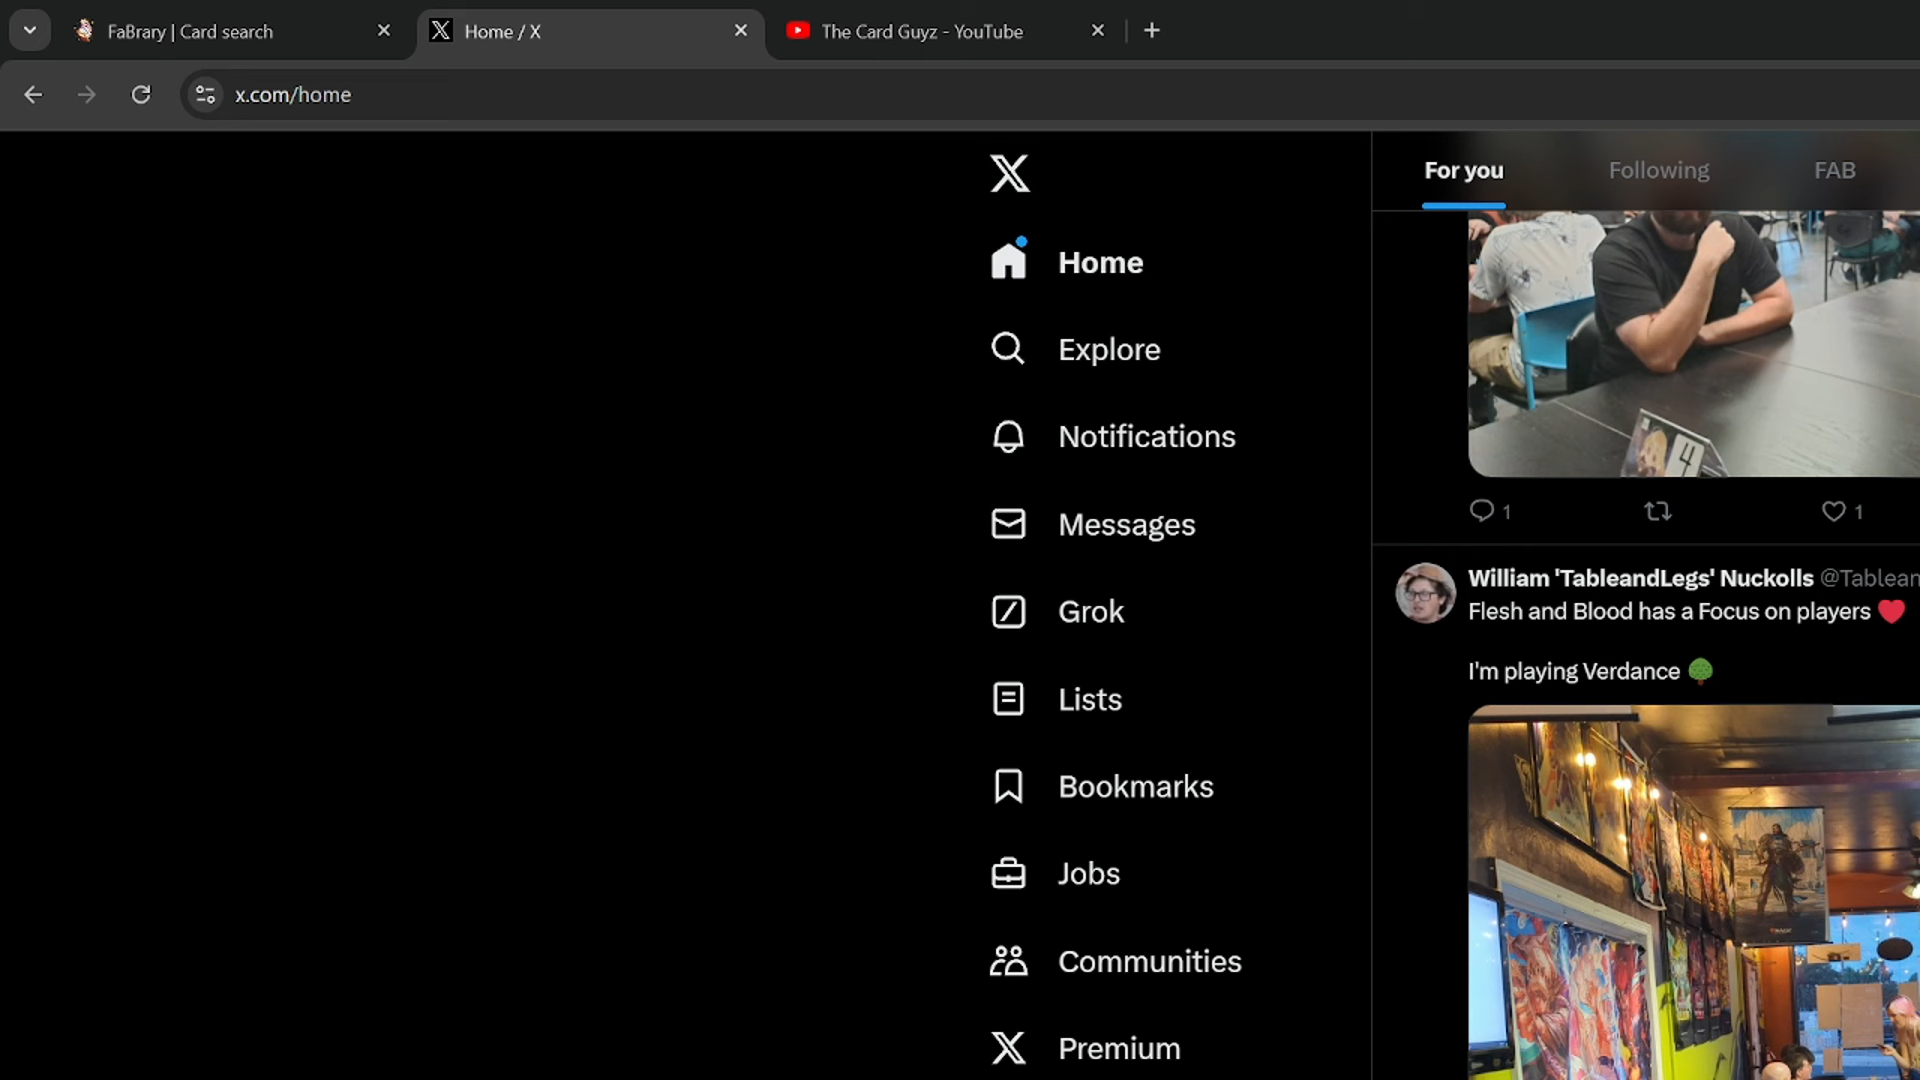 FaBrary | Card search
Home / X
The Card Guyz - YouTube
x.com/home
For you
Following
FAB
Home
Explore
Notifications
Messages
Grok
Lists
Bookmarks
Jobs
Communities
Premium
4
1
1
William 'TableandLegs' Nuckolls @Tablean
Flesh and Blood has a Focus on players ❤️
I'm playing Verdance 🌳